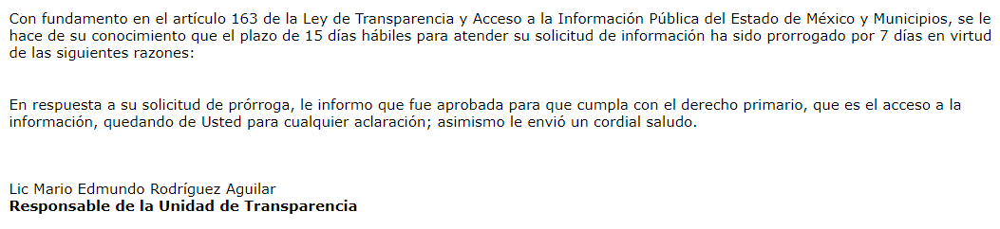 Con fundamento en el artículo 163 de la Ley de Transparencia y Acceso a la Información Pública del Estado de México y Municipios, se le
hace de su conocimiento que el plazo de 15 días hábiles para atender su solicitud de información ha sido prorrogado por 7 días en virtud
de las siguientes razones:
En respuesta a su solicitud de prórroga, le informo que fue aprobada para que cumpla con el derecho primario, que es el acceso a la
información, quedando de Usted para cualquier aclaración; asimismo le envió un cordial saludo.
Lic Mario Edmundo Rodríguez Aguilar
Responsable de la Unidad de Transparencia